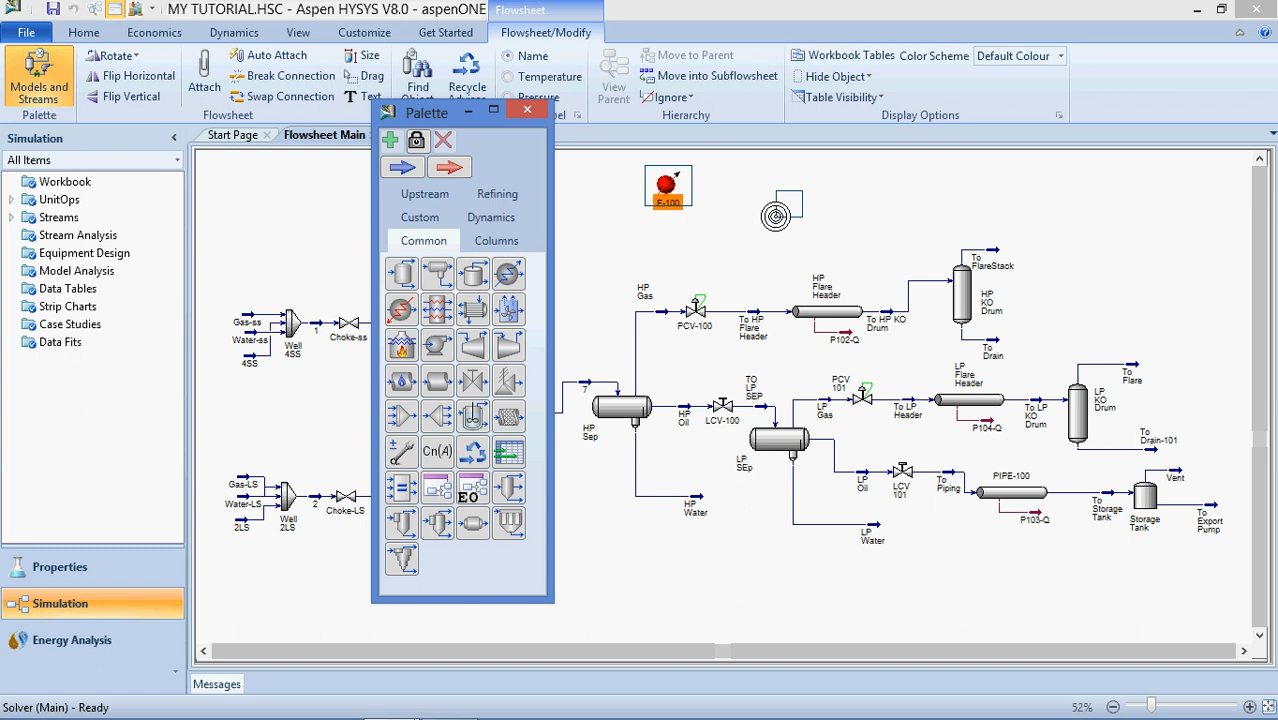 MY TUTORIAL.HSC - Aspen HYSYS V8.0 - aspenONE
Flowsheet
File
Home
Economics
Dynamics
View
Customize
Get Started
Flowsheet/Modify
Models and
Streams
Palette
Rotate
Flip Horizontal
Flip Vertical
Attach
Auto Attach
Break Connection
Swap Connection
Size
Drag
Text
Flowsheet
Find
Recycle
Name
Temperature
View
Parent
Move to Parent
Move into Subflowsheet
Ignore
Hierarchy
Workbook Tables
Color Scheme
Default Colour
Hide Object
Table Visibility
Display Options
Simulation
Start Page
Flowsheet Main
All Items
Workbook
UnitOps
Streams
Stream Analysis
Equipment Design
Model Analysis
Data Tables
Strip Charts
Case Studies
Data Fits
Properties
Simulation
Energy Analysis
Palette
Upstream
Refining
Custom
Dynamics
Common
Columns
Cn(A)
EO
E-100
Gas-ss
Water-ss
4SS
Well
4SS
1
Choke-ss
Gas-LS
Water-LS
2LS
Well
2LS
2
Choke-LS
7
HP
Sep
HP
Gas
PCV-100
To HP
Flare
Header
HP
Flare
Header
P102-Q
To HP KO
Drum
To
FlareStack
HP
KO
Drum
To
Drain
HP
Oil
LCV-100
TO
LP
SEP
HP
Water
LP
SEp
LP
Gas
PCV
101
To LP
Header
LP
Flare
Header
P104-Q
To LP
KO
Drum
To
Flare
LP
KO
Drum
To
Drain-101
LP
Oil
LCV
101
To
Piping
PIPE-100
P103-Q
To
Storage
Tank
Storage
Tank
Vent
To
Export
Pump
LP
Water
Messages
Solver (Main) - Ready
52%